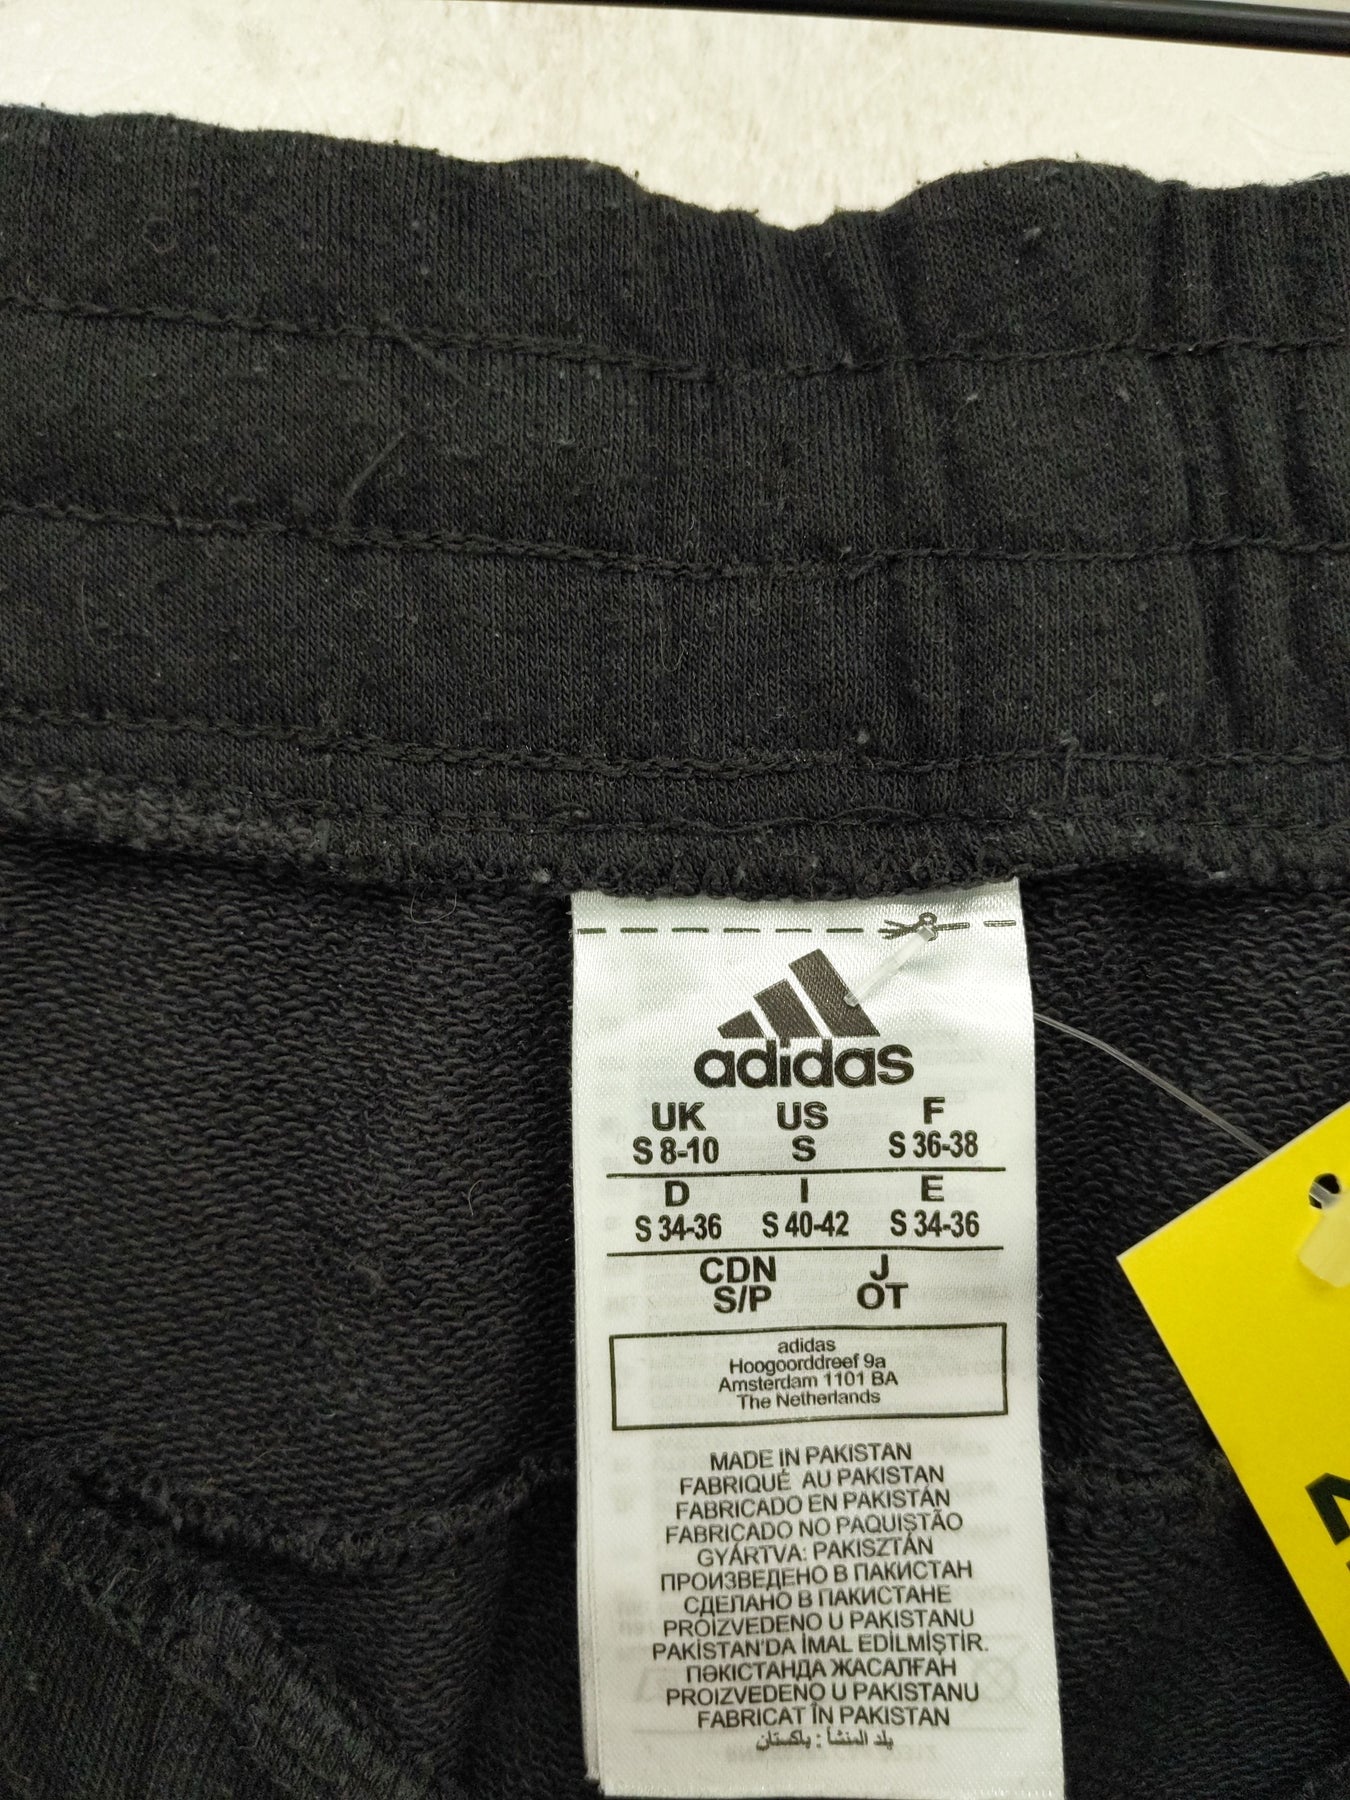 adidas
UK US F
S 8-10 S S 36-38
D I E
S 34-36 S 40-42 S 34-36
CDN J
S/P OT
adidas
Hoogoorddreef 9a
Amsterdam 1101 BA
The Netherlands
MADE IN PAKISTAN
FABRIQUÉ AU PAKISTAN
FABRICADO EN PAKISTÁN
FABRICADO NO PAQUISTÃO
GYÁRTVA: PAKISZTÁN
ПРОИЗВЕДЕНО В ПАКИСТАН
СДЕЛАНО В ПАКИСТАНЕ
PROIZVEDENO U PAKISTANU
PAKİSTAN'DA İMAL EDİLMİŞTİR.
ПӘКІСТАНДА ЖАСАЛҒАН
PROIZVEDENO U PAKISTANU
FABRICAT ÎN PAKISTAN
بلد المنشأ : باكستان